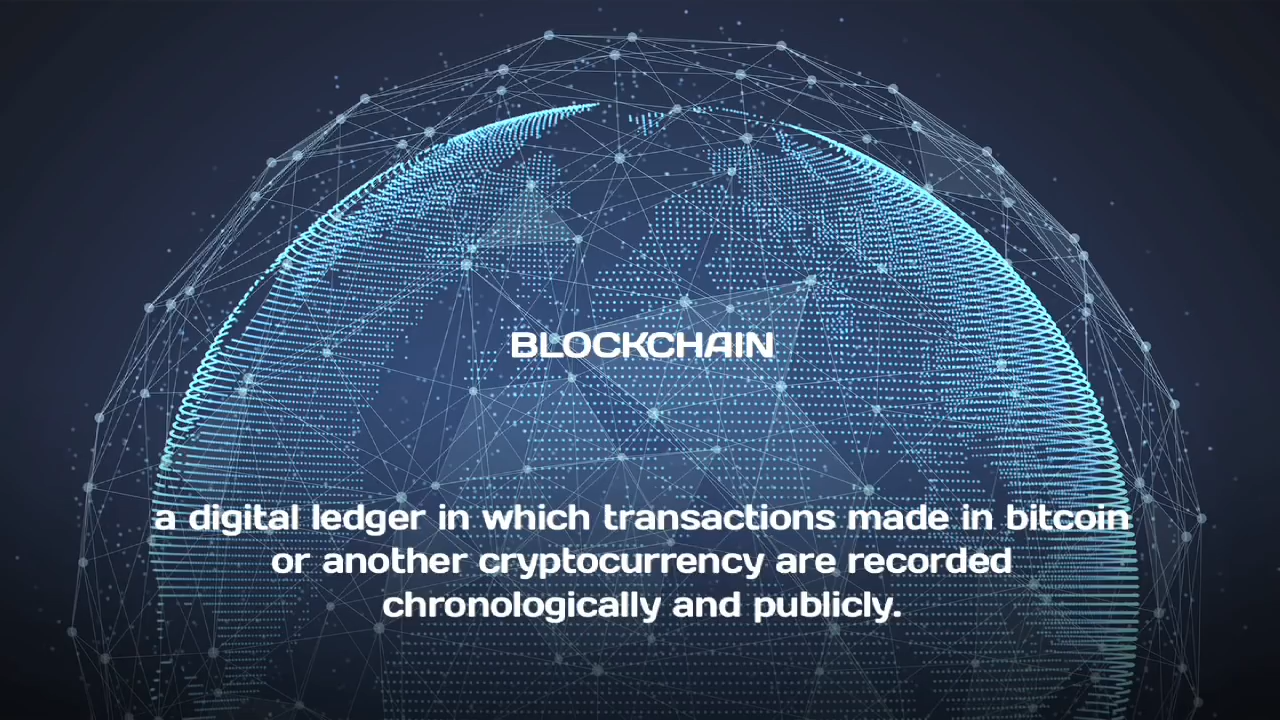 BLOCKCHAIN
a digital ledger in which transactions made in bitcoin
or another cryptocurrency are recorded
chronologically and publicly.